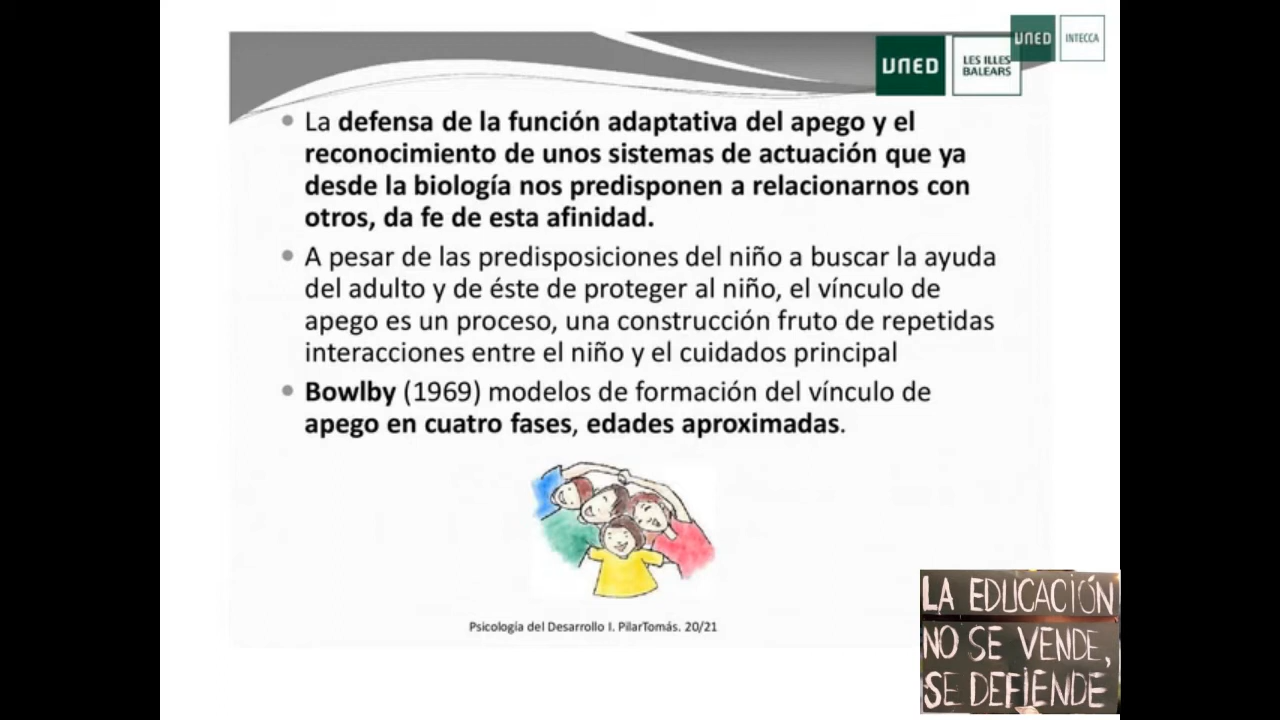 UNED
INTECCA
UNED
LES ILLES
BALEARS
La defensa de la función adaptativa del apego y el
reconocimiento de unos sistemas de actuación que ya
desde la biología nos predisponen a relacionarnos con
otros, da fe de esta afinidad.
A pesar de las predisposiciones del niño a buscar la ayuda
del adulto y de éste de proteger al niño, el vínculo de
apego es un proceso, una construcción fruto de repetidas
interacciones entre el niño y el cuidados principal
Bowlby (1969) modelos de formación del vínculo de
apego en cuatro fases, edades aproximadas.
Psicología del Desarrollo I. PilarTomás. 20/21
LA EDUCACIÓN
NO SE VENDE,
SE DEFIENDE